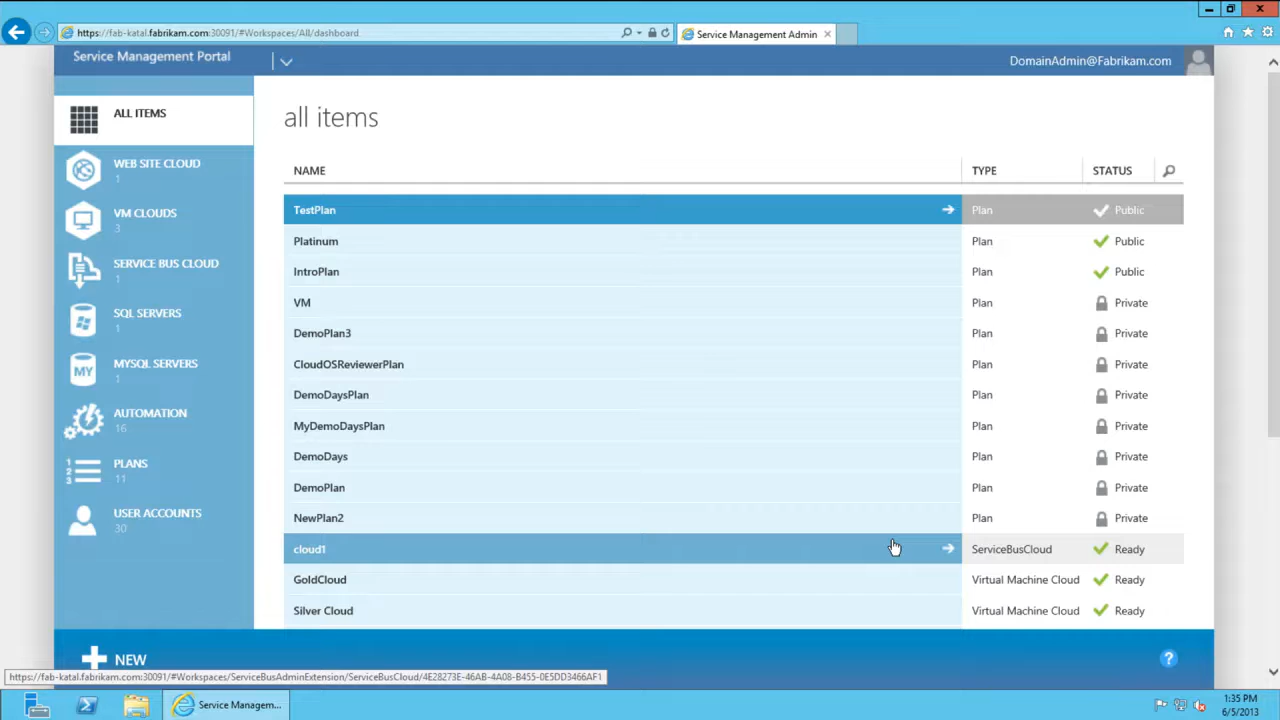 https://fab-katal.fabrikam.com:30091/#Workspaces/All/dashboard
Service Management Admin
Service Management Portal
DomainAdmin@Fabrikam.com
ALL ITEMS
WEB SITE CLOUD
1
VM CLOUDS
3
SERVICE BUS CLOUD
1
SQL SERVERS
1
MY
MYSQL SERVERS
1
AUTOMATION
16
1
2
3
PLANS
11
USER ACCOUNTS
30
all items
NAME TYPE STATUS
TestPlan Plan Public
Platinum Plan Public
IntroPlan Plan Public
VM Plan Private
DemoPlan3 Plan Private
CloudOSReviewerPlan Plan Private
DemoDaysPlan Plan Private
MyDemoDaysPlan Plan Private
DemoDays Plan Private
DemoPlan Plan Private
NewPlan2 Plan Private
cloud1 ServiceBusCloud Ready
GoldCloud Virtual Machine Cloud Ready
Silver Cloud Virtual Machine Cloud Ready
NEW
?
https://fab-katal.fabrikam.com:30091/#Workspaces/ServiceBusAdminExtension/ServiceBusCloud/4E28273E-46AB-4A08-B455-0E5DD3466AF1
Service Managem...
1:35 PM
6/5/2013